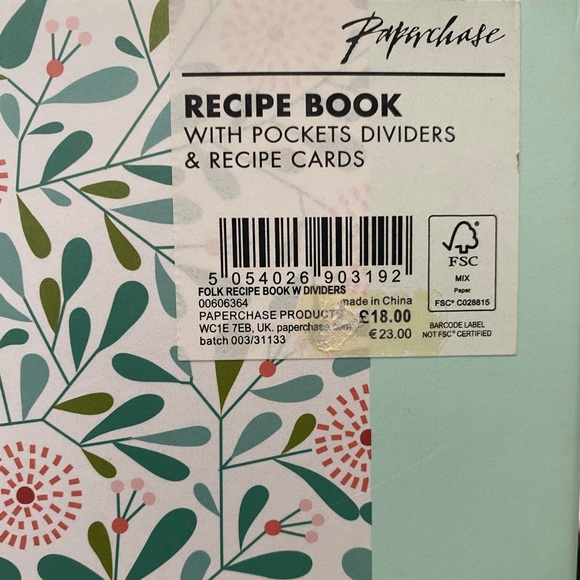 Paperchase
RECIPE BOOK
WITH POCKETS DIVIDERS
& RECIPE CARDS
5 054026 903192
FOLK RECIPE BOOK W DIVIDERS
00606364 made in China
PAPERCHASE PRODUCTS £18.00
WC1E 7EB, UK. paperchase.com €23.00
batch 003/31133
FSC
MIX
Paper
FSC® C028815
BARCODE LABEL
NOT FSC® CERTIFIED